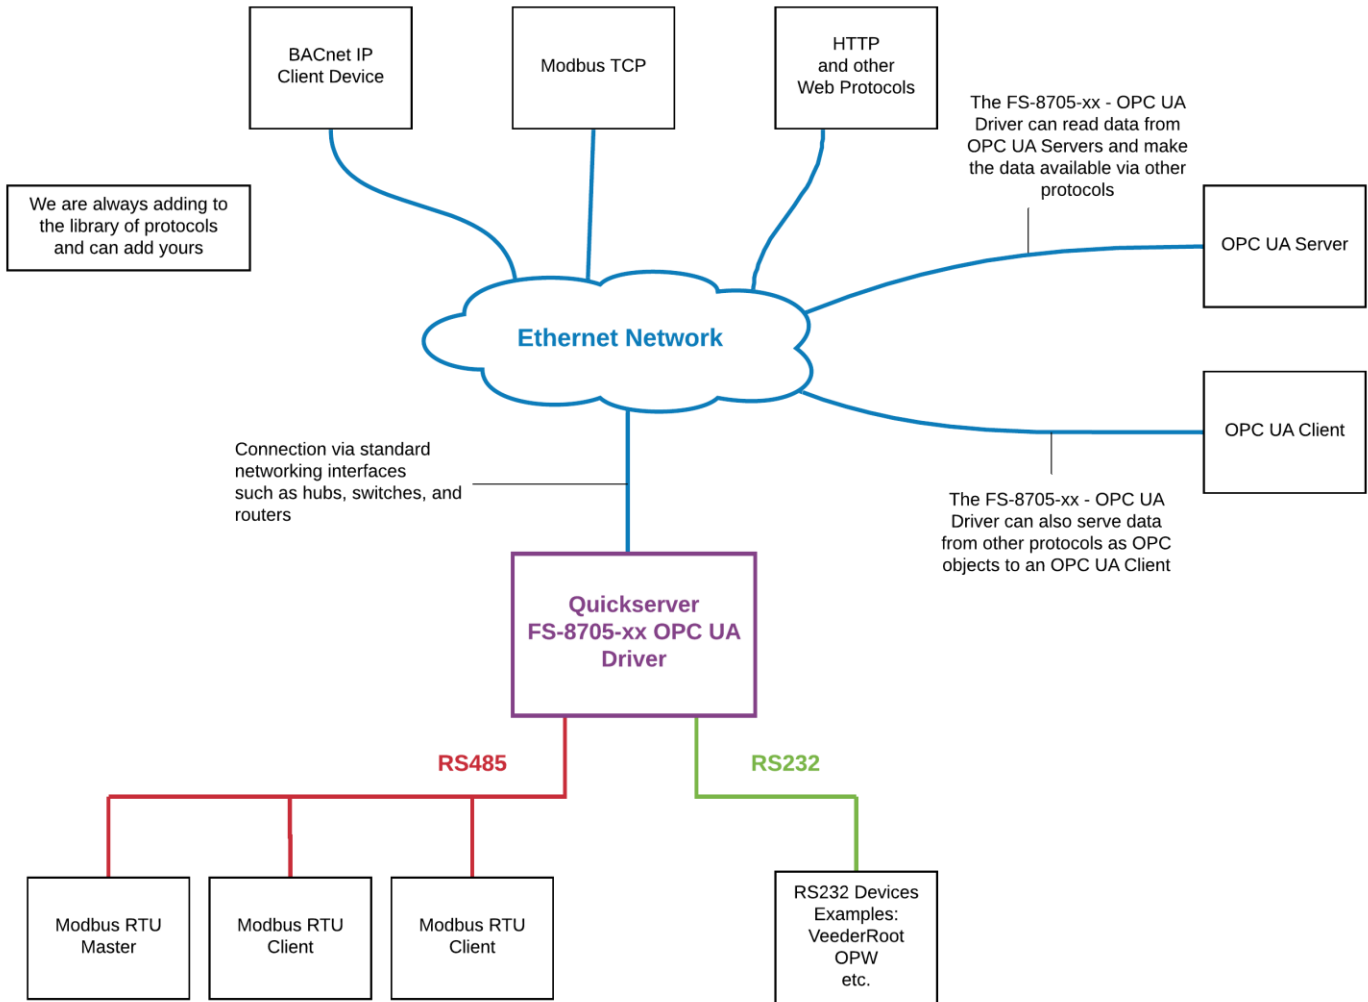 BACnet IP
Client Device
Modbus TCP
HTTP
and other
Web Protocols
The FS-8705-xx - OPC UA
Driver can read data from
OPC UA Servers and make
the data available via other
protocols
We are always adding to
the library of protocols
and can add yours
OPC UA Server
Ethernet Network
OPC UA Client
Connection via standard
networking interfaces
such as hubs, switches, and
routers
The FS-8705-xx - OPC UA
Driver can also serve data
from other protocols as OPC
objects to an OPC UA Client
Quickserver
FS-8705-xx OPC UA
Driver
RS485
RS232
Modbus RTU
Master
Modbus RTU
Client
Modbus RTU
Client
RS232 Devices
Examples:
VeederRoot
OPW
etc.